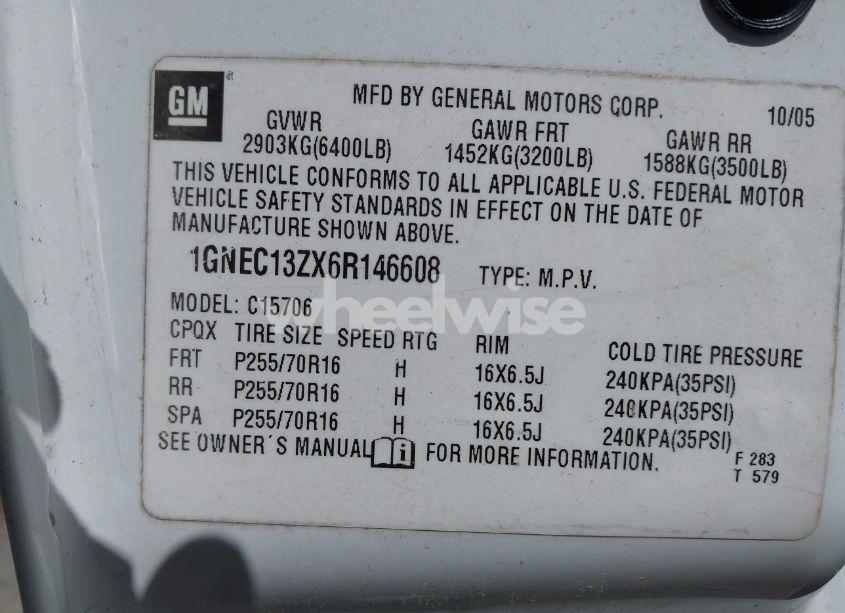 GM
MFD BY GENERAL MOTORS CORP. 10/05
GVWR GAWR FRT GAWR RR
2903KG(6400LB) 1452KG(3200LB) 1588KG(3500LB)
THIS VEHICLE CONFORMS TO ALL APPLICABLE U.S. FEDERAL MOTOR
VEHICLE SAFETY STANDARDS IN EFFECT ON THE DATE OF
MANUFACTURE SHOWN ABOVE.
1GNEC13ZX6R146608 TYPE: M.P.V.
MODEL: C15706
wheelwise
CPQX TIRE SIZE SPEED RTG RIM COLD TIRE PRESSURE
FRT P255/70R16 H 16X6.5J 240KPA(35PSI)
RR P255/70R16 H 16X6.5J 240KPA(35PSI)
SPA P255/70R16 H 16X6.5J 240KPA(35PSI)
SEE OWNER'S MANUAL i FOR MORE INFORMATION.
F 283
T 579